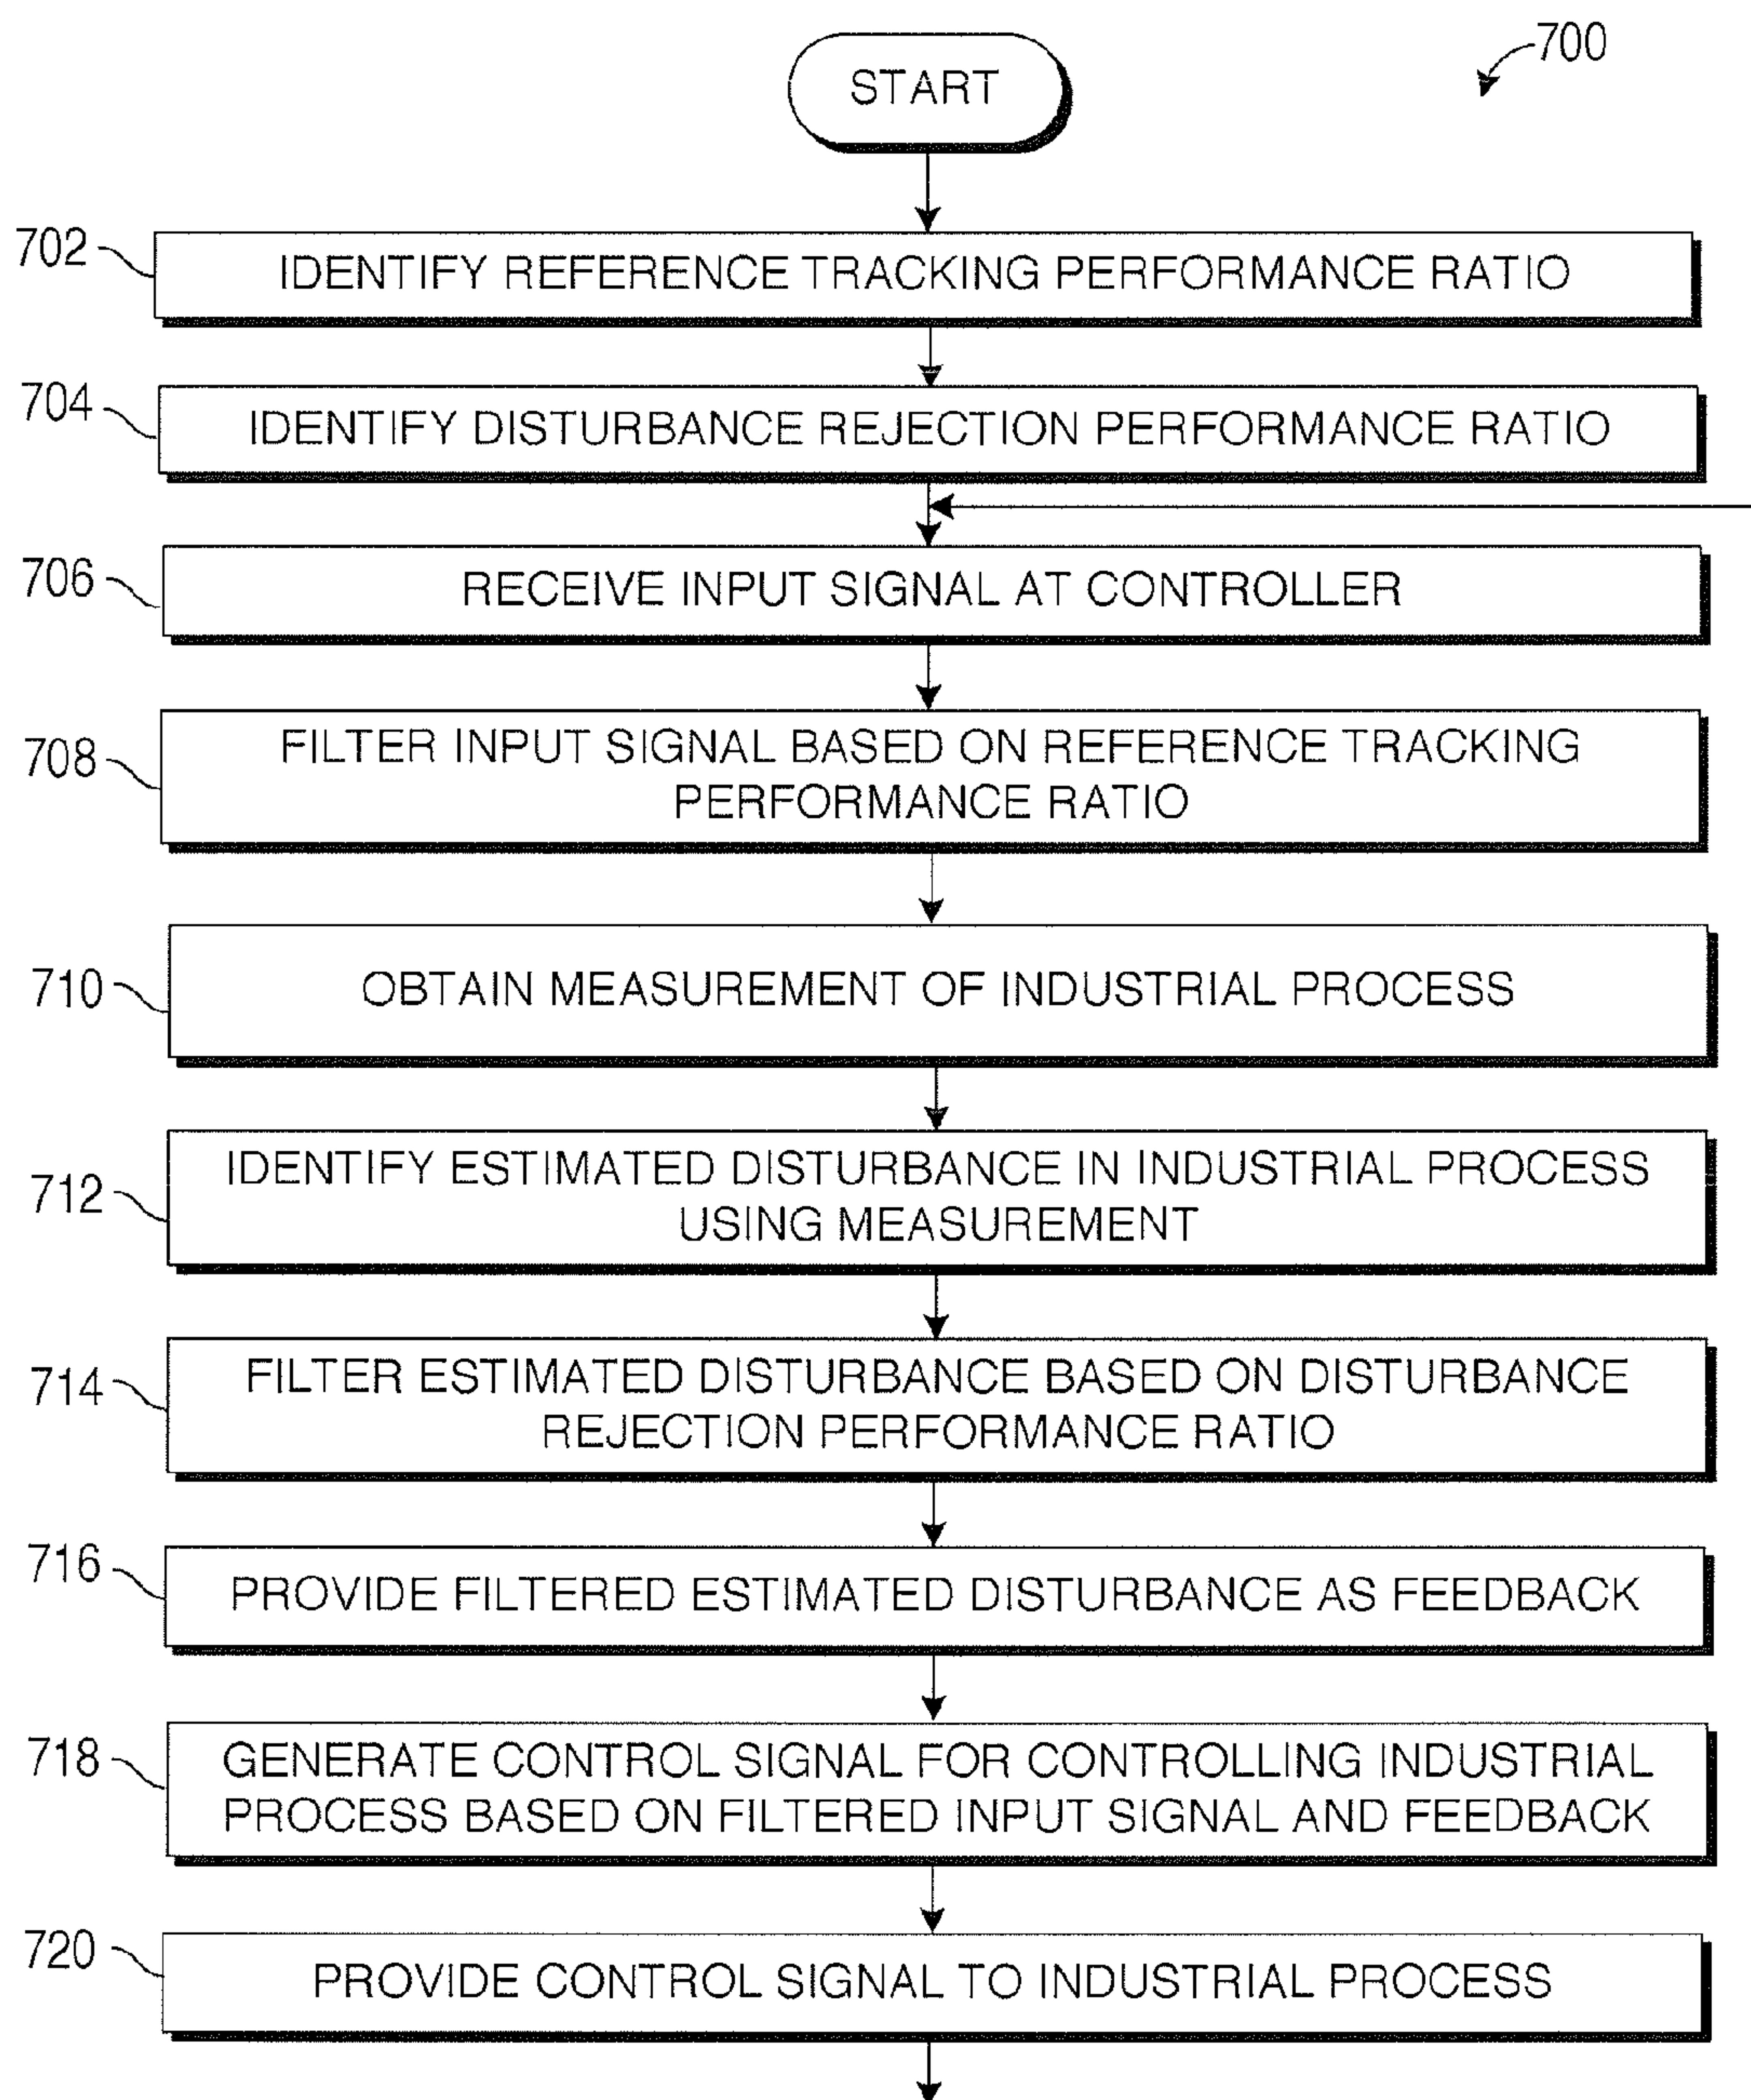 700
START
702
IDENTIFY REFERENCE TRACKING PERFORMANCE RATIO
704
IDENTIFY DISTURBANCE REJECTION PERFORMANCE RATIO
706
RECEIVE INPUT SIGNAL AT CONTROLLER
708
FILTER INPUT SIGNAL BASED ON REFERENCE TRACKING
PERFORMANCE RATIO
710
OBTAIN MEASUREMENT OF INDUSTRIAL PROCESS
712
IDENTIFY ESTIMATED DISTURBANCE IN INDUSTRIAL PROCESS
USING MEASUREMENT
714
FILTER ESTIMATED DISTURBANCE BASED ON DISTURBANCE
REJECTION PERFORMANCE RATIO
716
PROVIDE FILTERED ESTIMATED DISTURBANCE AS FEEDBACK
718
GENERATE CONTROL SIGNAL FOR CONTROLLING INDUSTRIAL
PROCESS BASED ON FILTERED INPUT SIGNAL AND FEEDBACK
720
PROVIDE CONTROL SIGNAL TO INDUSTRIAL PROCESS